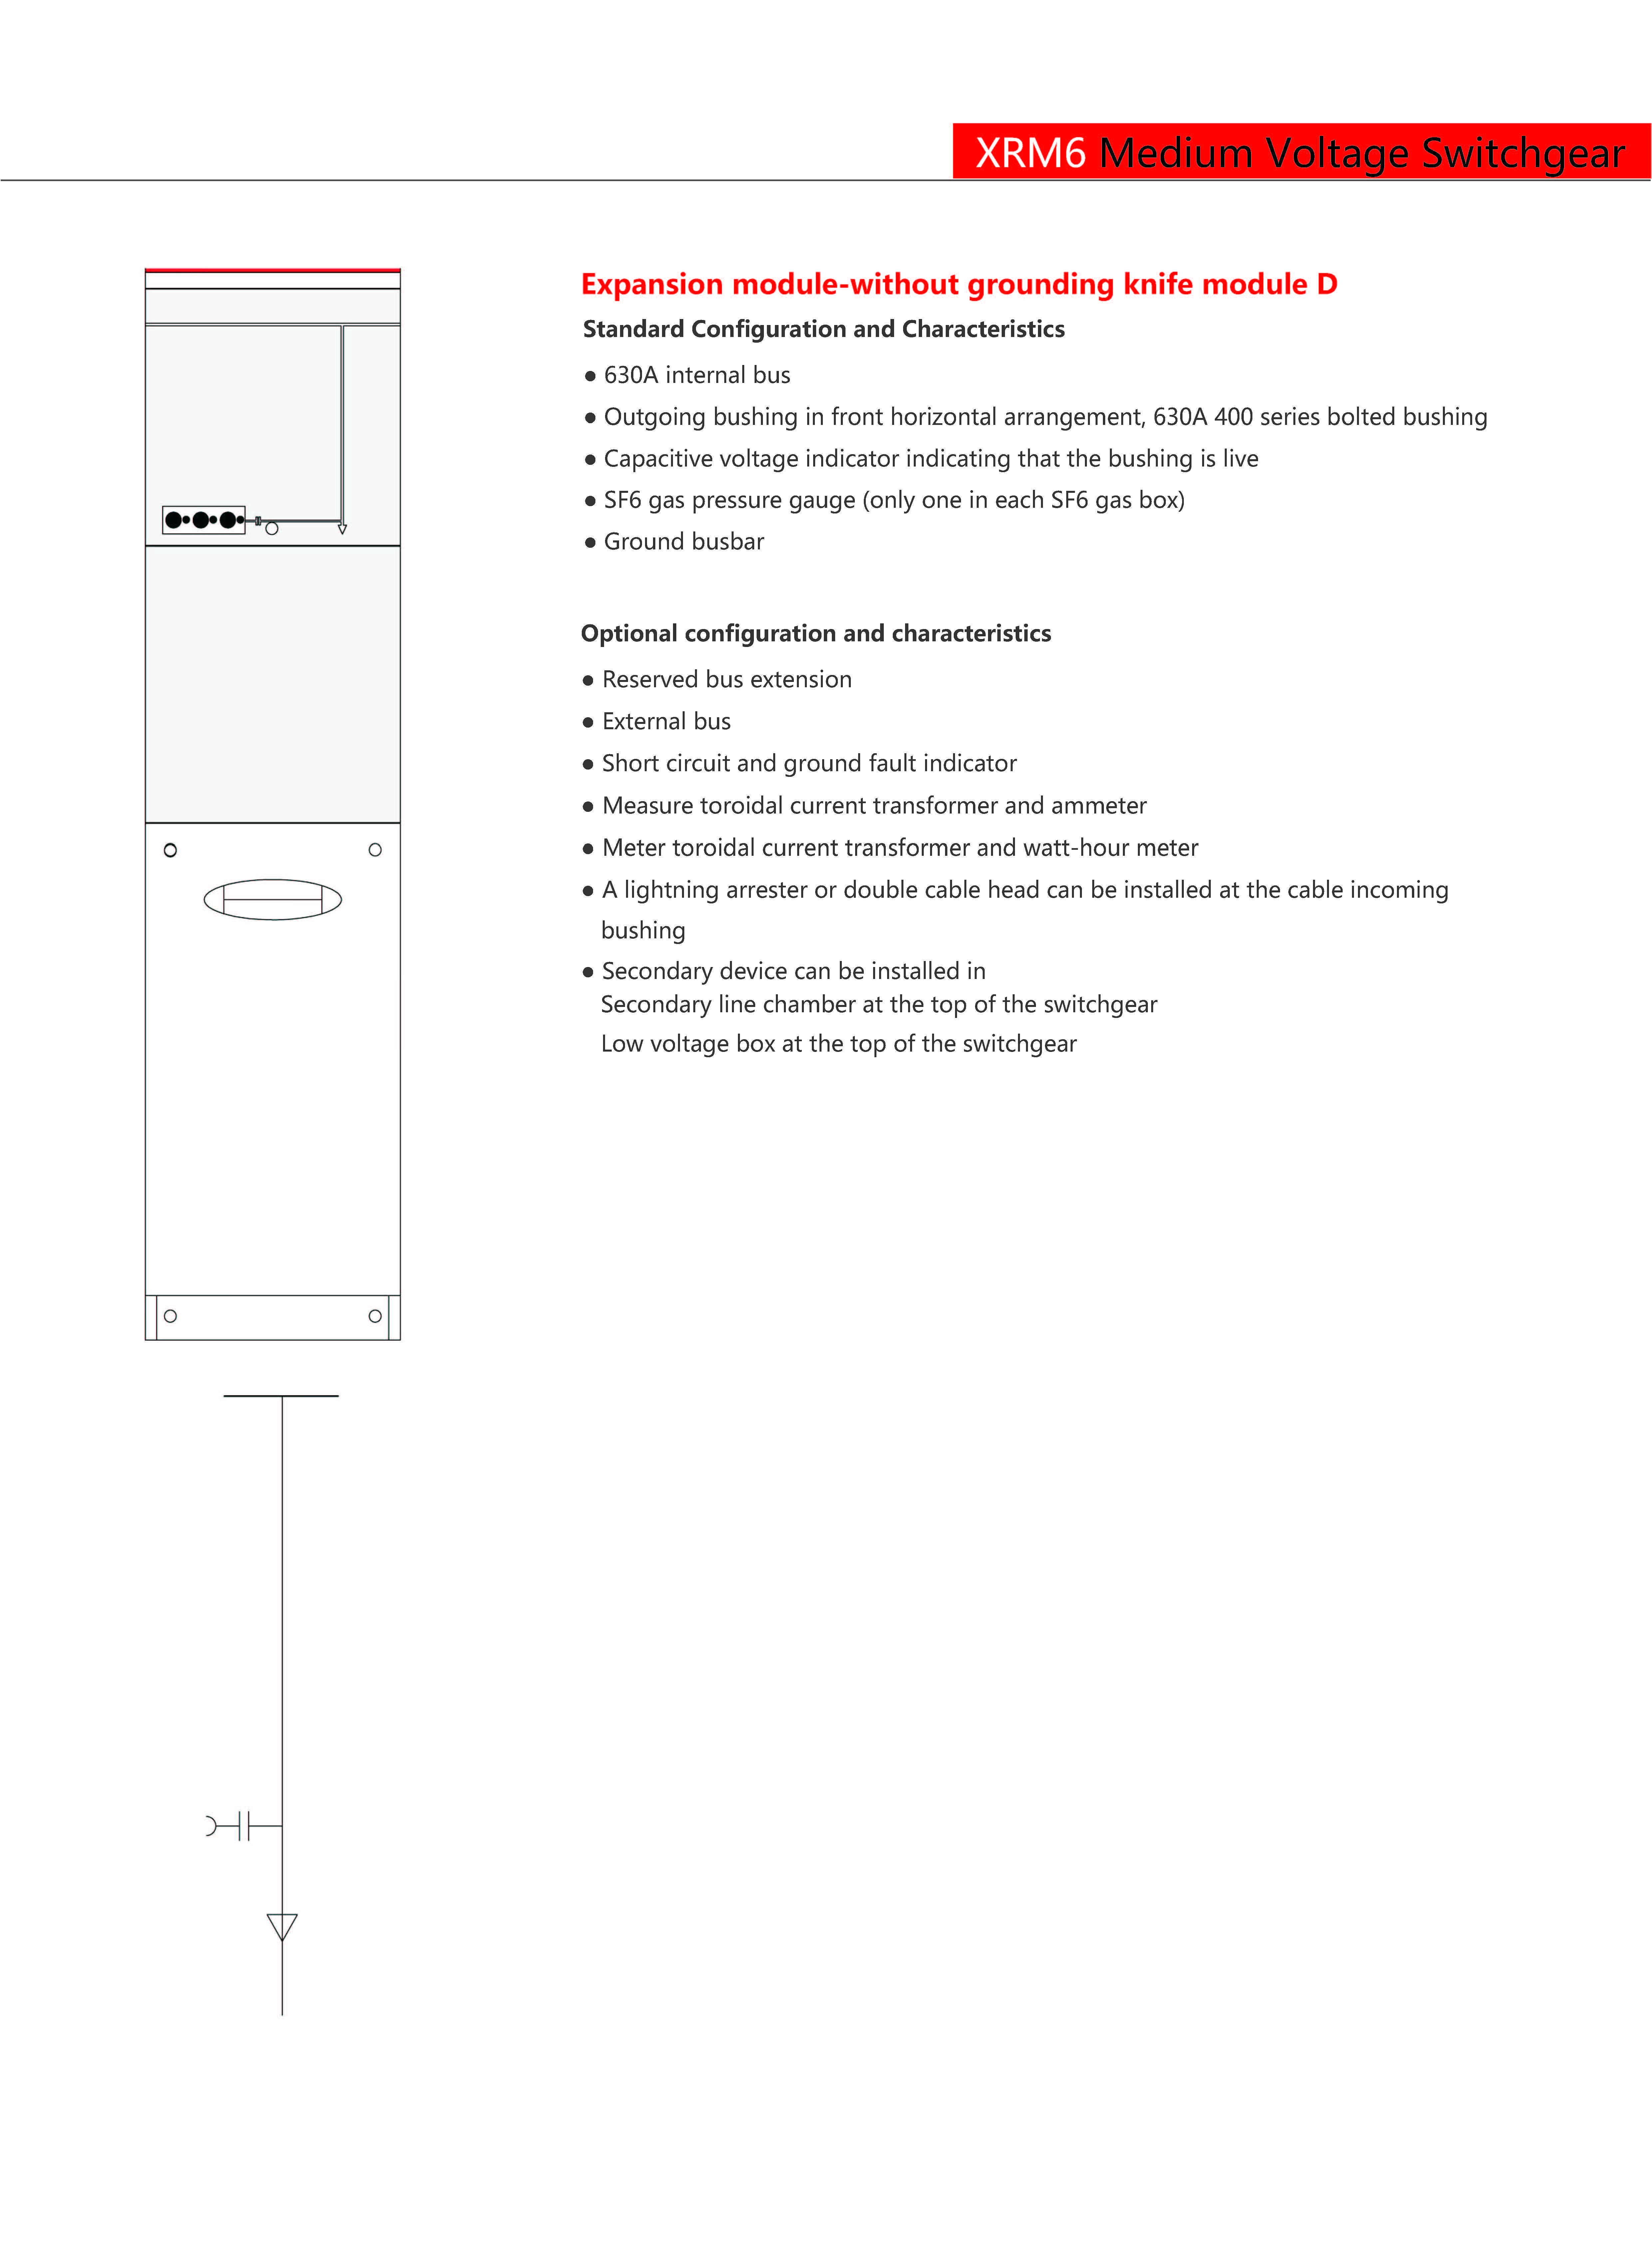 XRM6 Medium Voltage Switchgear
Expansion module-without grounding knife module D
Standard Configuration and Characteristics
● 630A internal bus
● Outgoing bushing in front horizontal arrangement, 630A 400 series bolted bushing
● Capacitive voltage indicator indicating that the bushing is live
● SF6 gas pressure gauge (only one in each SF6 gas box)
● Ground busbar
Optional configuration and characteristics
● Reserved bus extension
● External bus
● Short circuit and ground fault indicator
● Measure toroidal current transformer and ammeter
● Meter toroidal current transformer and watt-hour meter
● A lightning arrester or double cable head can be installed at the cable incoming
bushing
● Secondary device can be installed in
Secondary line chamber at the top of the switchgear
Low voltage box at the top of the switchgear